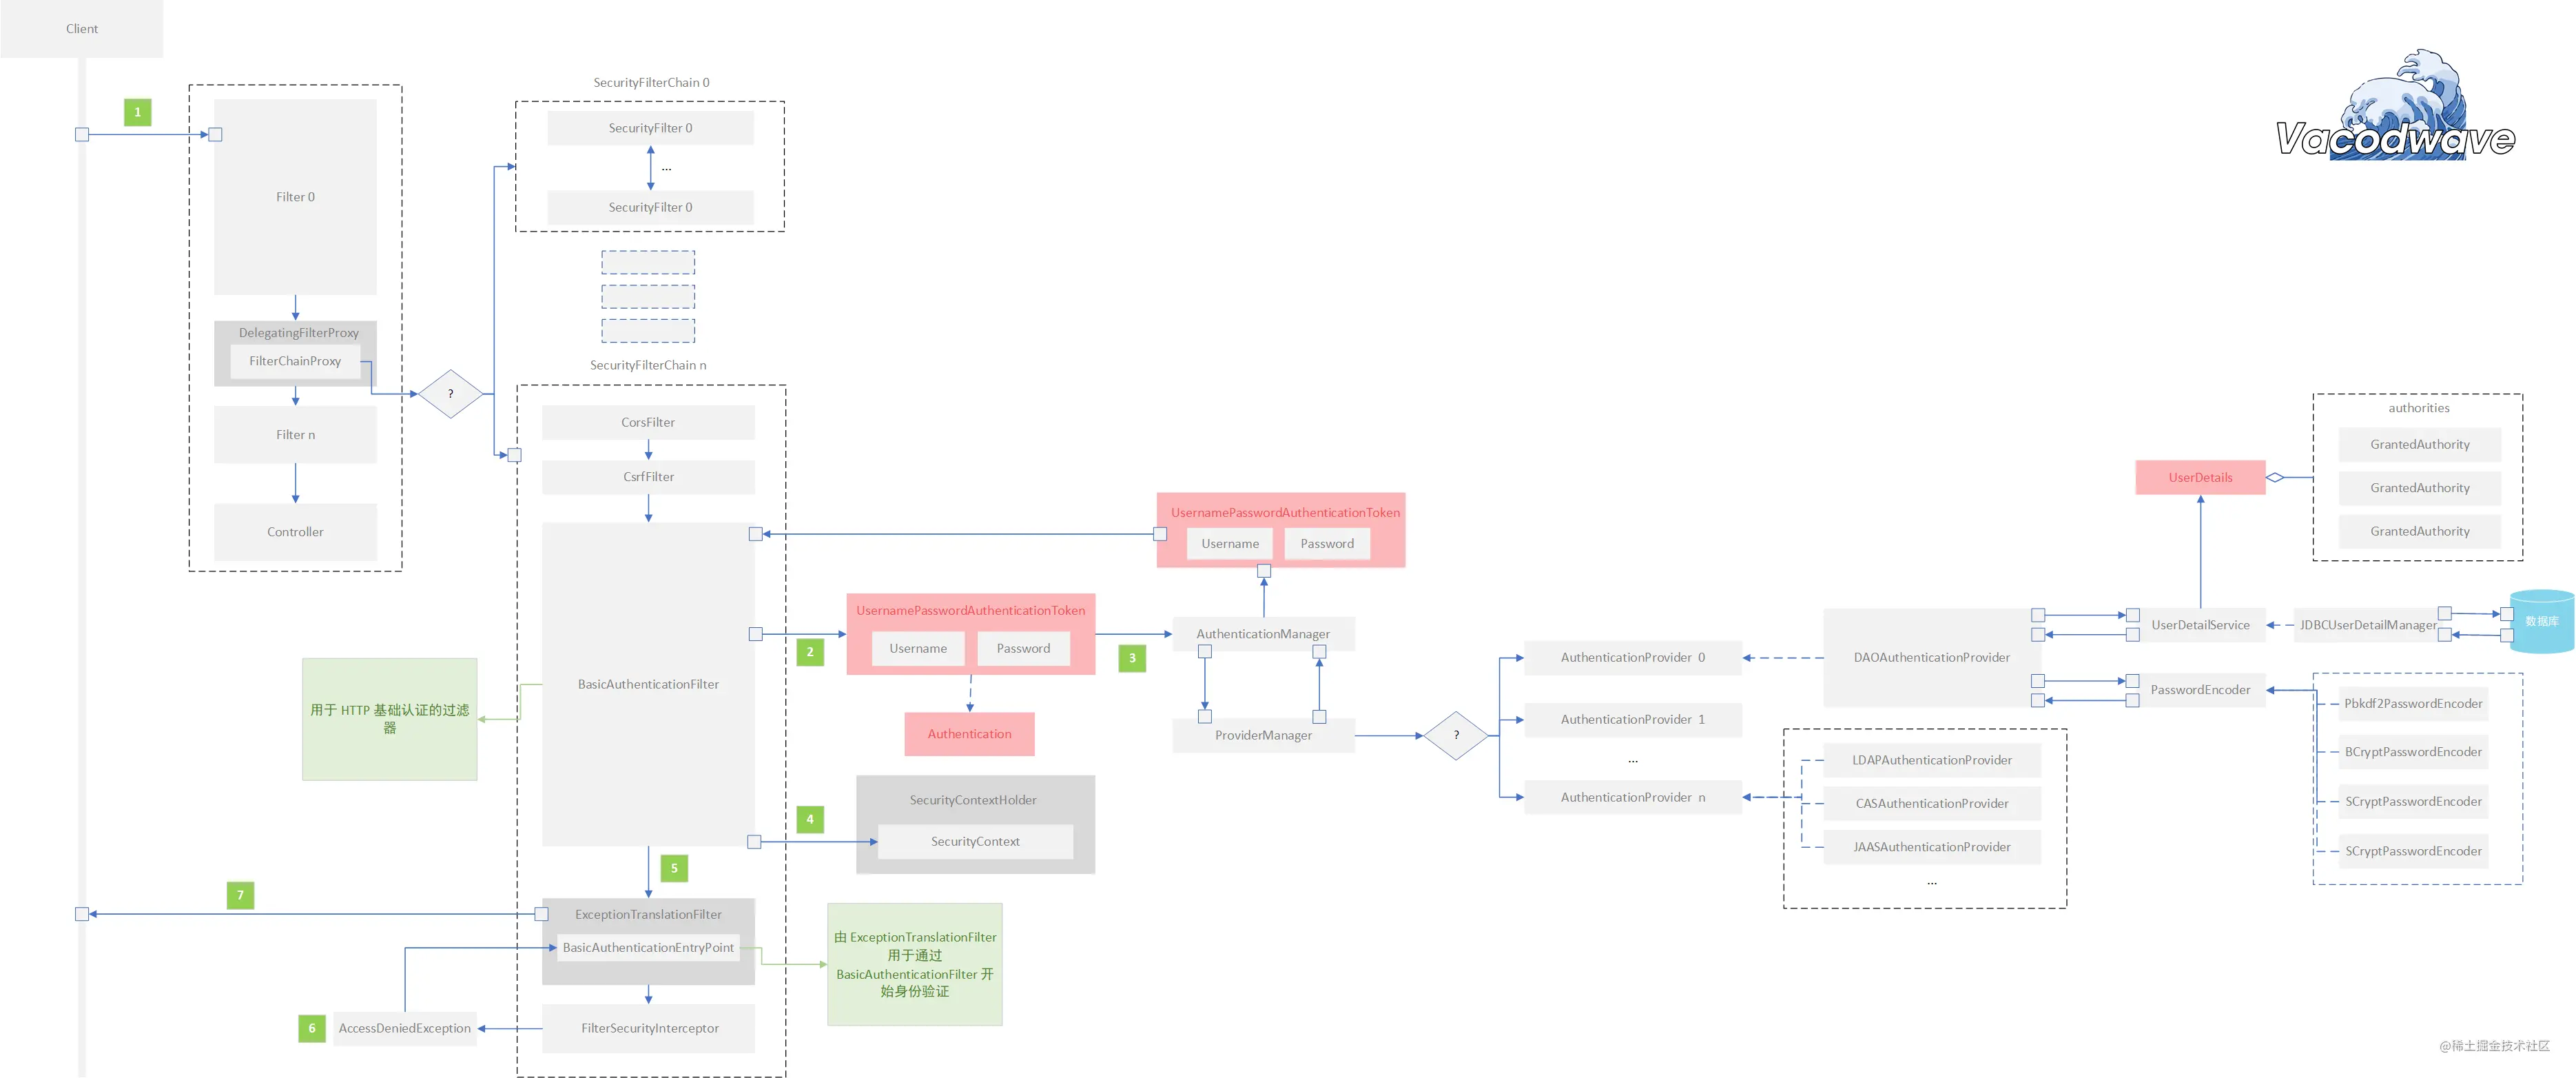 Client
1
Filter 0
DelegatingFilterProxy
FilterChainProxy
Filter n
Controller
?
SecurityFilterChain 0
SecurityFilter 0
...
SecurityFilter 0
SecurityFilterChain n
CorsFilter
CsrfFilter
BasicAuthenticationFilter
用于 HTTP 基础认证的过滤
器
2
UsernamePasswordAuthenticationToken
Username
Password
Authentication
3
UsernamePasswordAuthenticationToken
Username
Password
AuthenticationManager
ProviderManager
4
SecurityContextHolder
SecurityContext
5
7
ExceptionTranslationFilter
BasicAuthenticationEntryPoint
由 ExceptionTranslationFilter
用于通过
BasicAuthenticationFilter 开
始身份验证
6
AccessDeniedException
FilterSecurityInterceptor
?
AuthenticationProvider 0
AuthenticationProvider 1
...
AuthenticationProvider n
DAOAuthenticationProvider
LDAPAuthenticationProvider
CASAuthenticationProvider
JAASAuthenticationProvider
...
UserDetails
authorities
GrantedAuthority
GrantedAuthority
GrantedAuthority
UserDetailService
JDBCUserDetailManager
数据库
PasswordEncoder
Pbkdf2PasswordEncoder
BCryptPasswordEncoder
SCryptPasswordEncoder
SCryptPasswordEncoder
Vacodwave
@稀土掘金技术社区